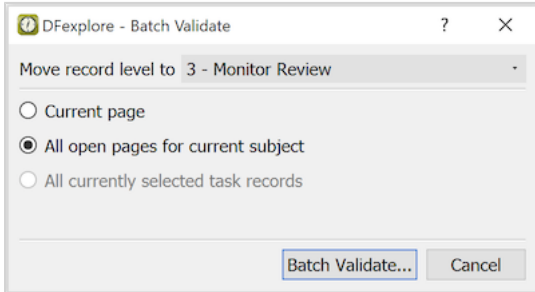 DFexplore - Batch Validate ?
Move record level to 3 - Monitor Review
Current page
All open pages for current subject
All currently selected task records
Batch Validate... Cancel